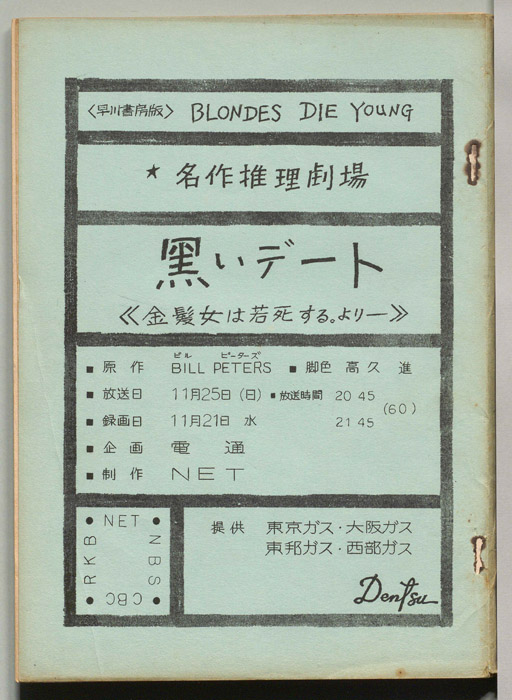 〈早川書房版〉 BLONDES DIE YOUNG
★ 名作推理劇場
黒いデート
≪金髪女は若死する。より―≫
ビル ピーターズ
■ 原作 BILL PETERS ■ 脚色 高久 進
■ 放送日 11月25日(日) ■ 放送時間 20 45
(60)
■ 録画日 11月21日 水 21 45
■ 企画 電通
■ 制作 NET
● NET ●
RKB
NBS
● CBC ●
提供 東京ガス・大阪ガス
東邦ガス・西部ガス
Dentsu